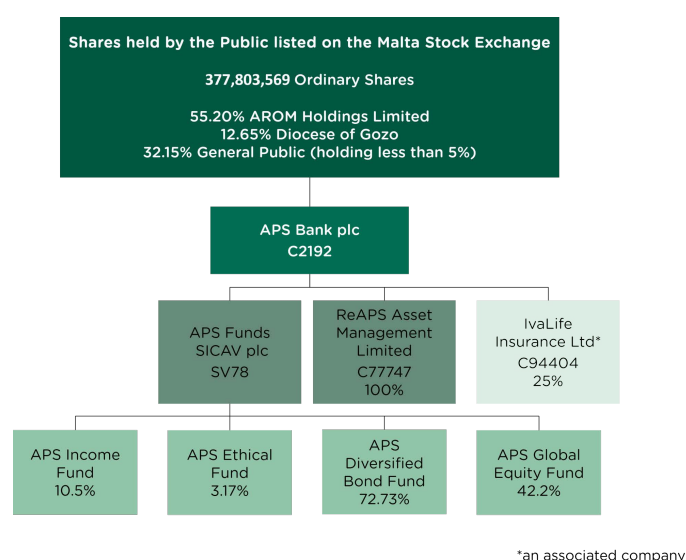 Shares held by the Public listed on the Malta Stock Exchange
377,803,569 Ordinary Shares
55.20% AROM Holdings Limited
12.65% Diocese of Gozo
32.15% General Public (holding less than 5%)
APS Bank plc
C2192
APS Funds
SICAV plc
SV78
ReAPS Asset
Management
Limited
C77747
100%
IvaLife
Insurance Ltd*
C94404
25%
APS Income
Fund
10.5%
APS Ethical
Fund
3.17%
APS
Diversified
Bond Fund
72.73%
APS Global
Equity Fund
42.2%
*an associated company